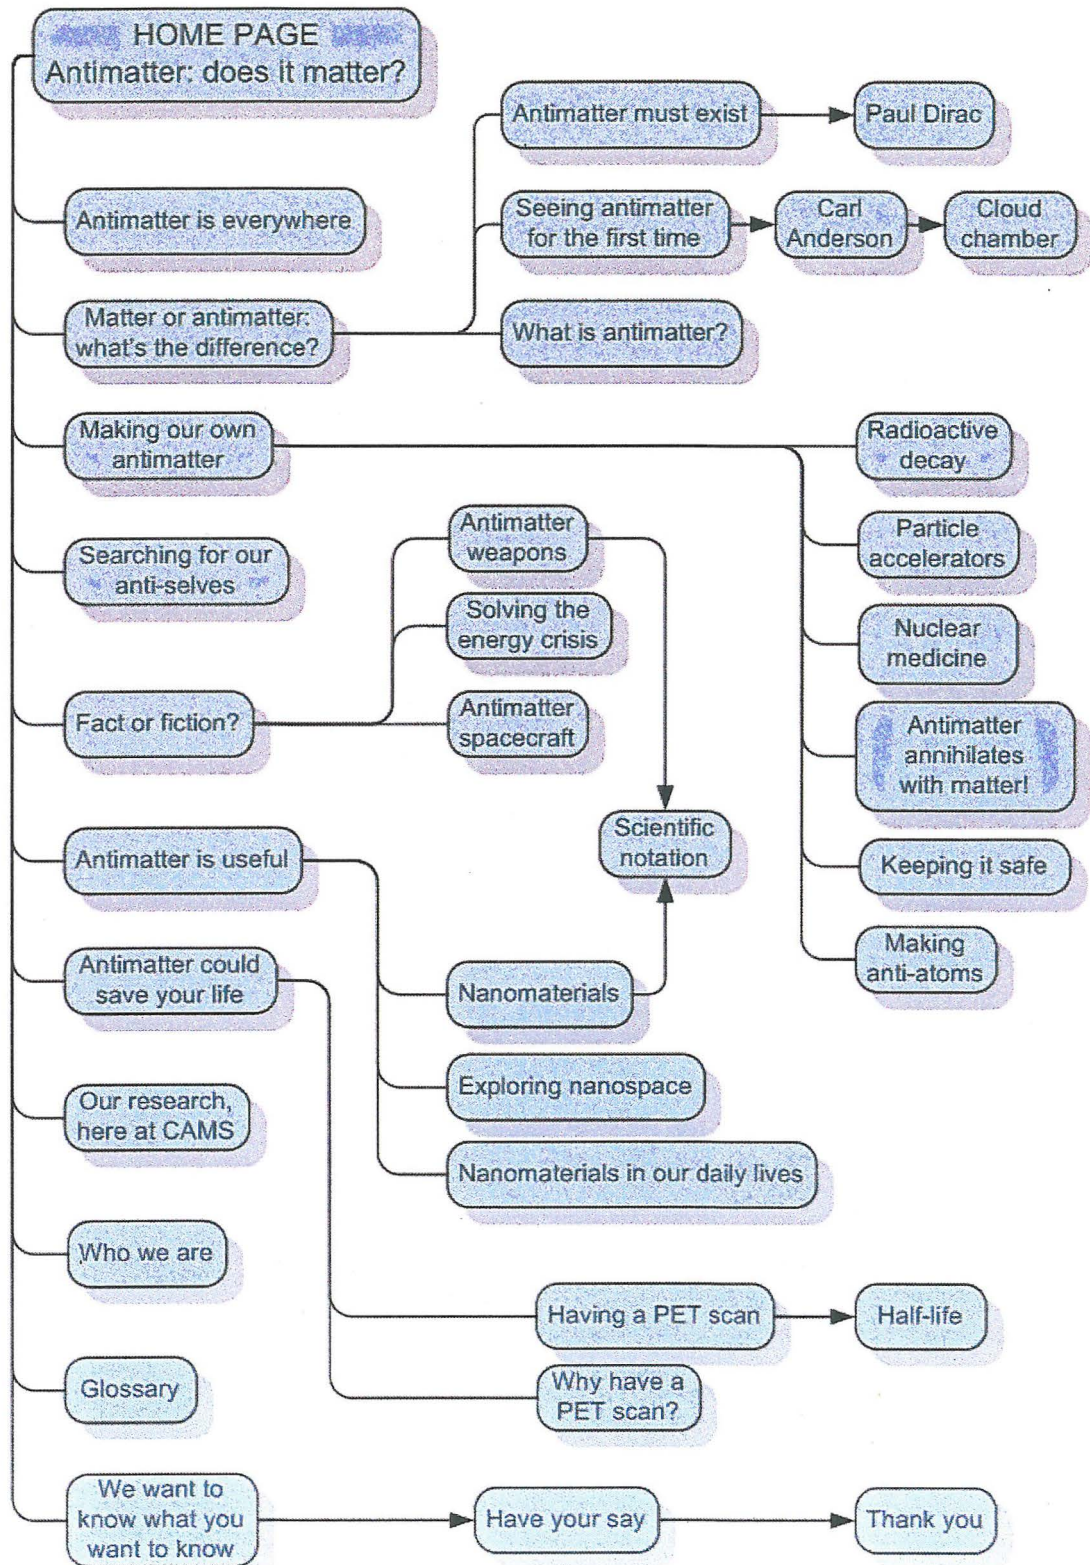 HOME PAGE
Antimatter: does it matter?
Antimatter must exist
Paul Dirac
Antimatter is everywhere
Seeing antimatter
for the first time
Carl
Anderson
Cloud
chamber
Matter or antimatter:
what's the difference?
What is antimatter?
Making our own
antimatter
Radioactive
decay
Particle
accelerators
Nuclear
medicine
Antimatter
annihilates
with matter!
Keeping it safe
Making
anti-atoms
Searching for our
anti-selves
Fact or fiction?
Antimatter
weapons
Solving the
energy crisis
Antimatter
spacecraft
Scientific
notation
Antimatter is useful
Nanomaterials
Exploring nanospace
Nanomaterials in our daily lives
Antimatter could
save your life
Having a PET scan
Half-life
Why have a
PET scan?
Our research,
here at CAMS
Who we are
Glossary
We want to
know what you
want to know
Have your say
Thank you